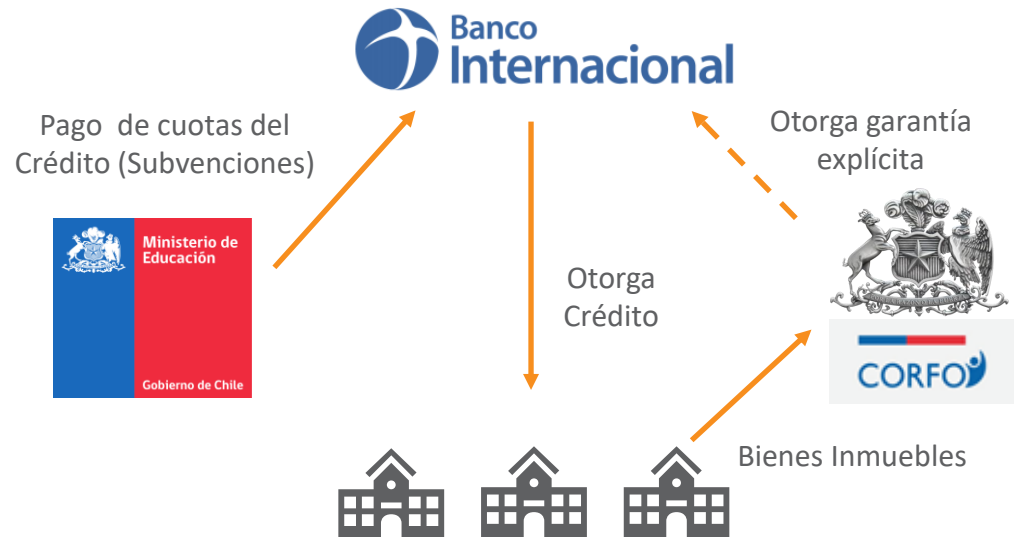 Banco
Internacional
Pago de cuotas del
Crédito (Subvenciones)
Otorga garantía
explícita
Ministerio de
Educación
Gobierno de Chile
Otorga
Crédito
CORFO
Bienes Inmuebles